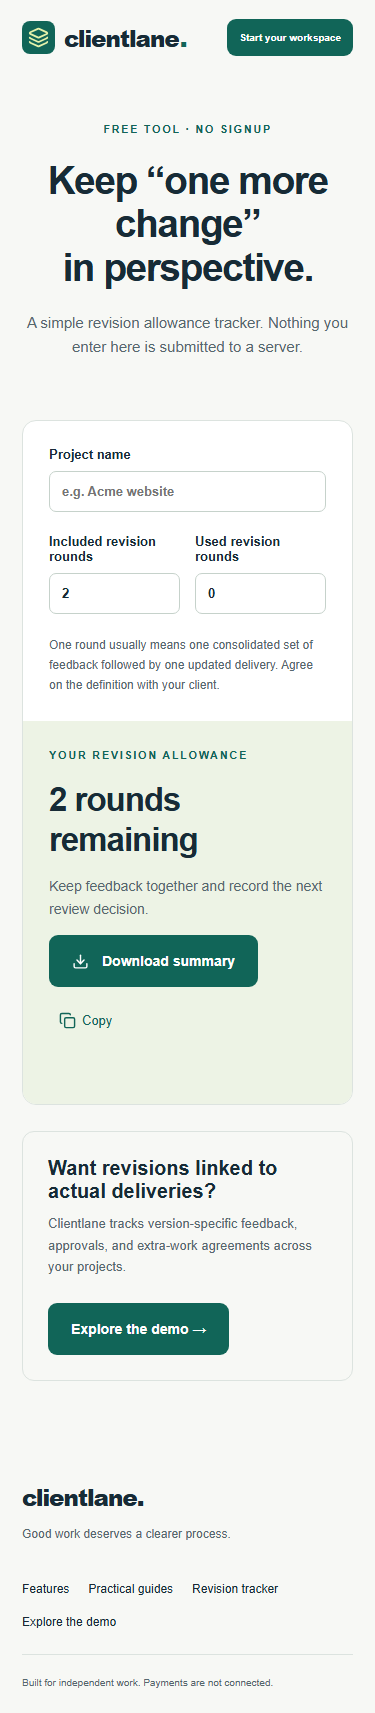 clientlane.
Start your workspace
FREE TOOL · NO SIGNUP
Keep “one more
change”
in perspective.
A simple revision allowance tracker. Nothing you
enter here is submitted to a server.
Project name
e.g. Acme website
Included revision
rounds
Used revision
rounds
2
0
One round usually means one consolidated set of
feedback followed by one updated delivery. Agree
on the definition with your client.
YOUR REVISION ALLOWANCE
2 rounds
remaining
Keep feedback together and record the next
review decision.
Download summary
Copy
Want revisions linked to
actual deliveries?
Clientlane tracks version-specific feedback,
approvals, and extra-work agreements across
your projects.
Explore the demo →
clientlane.
Good work deserves a clearer process.
Features Practical guides Revision tracker
Explore the demo
Built for independent work. Payments are not connected.